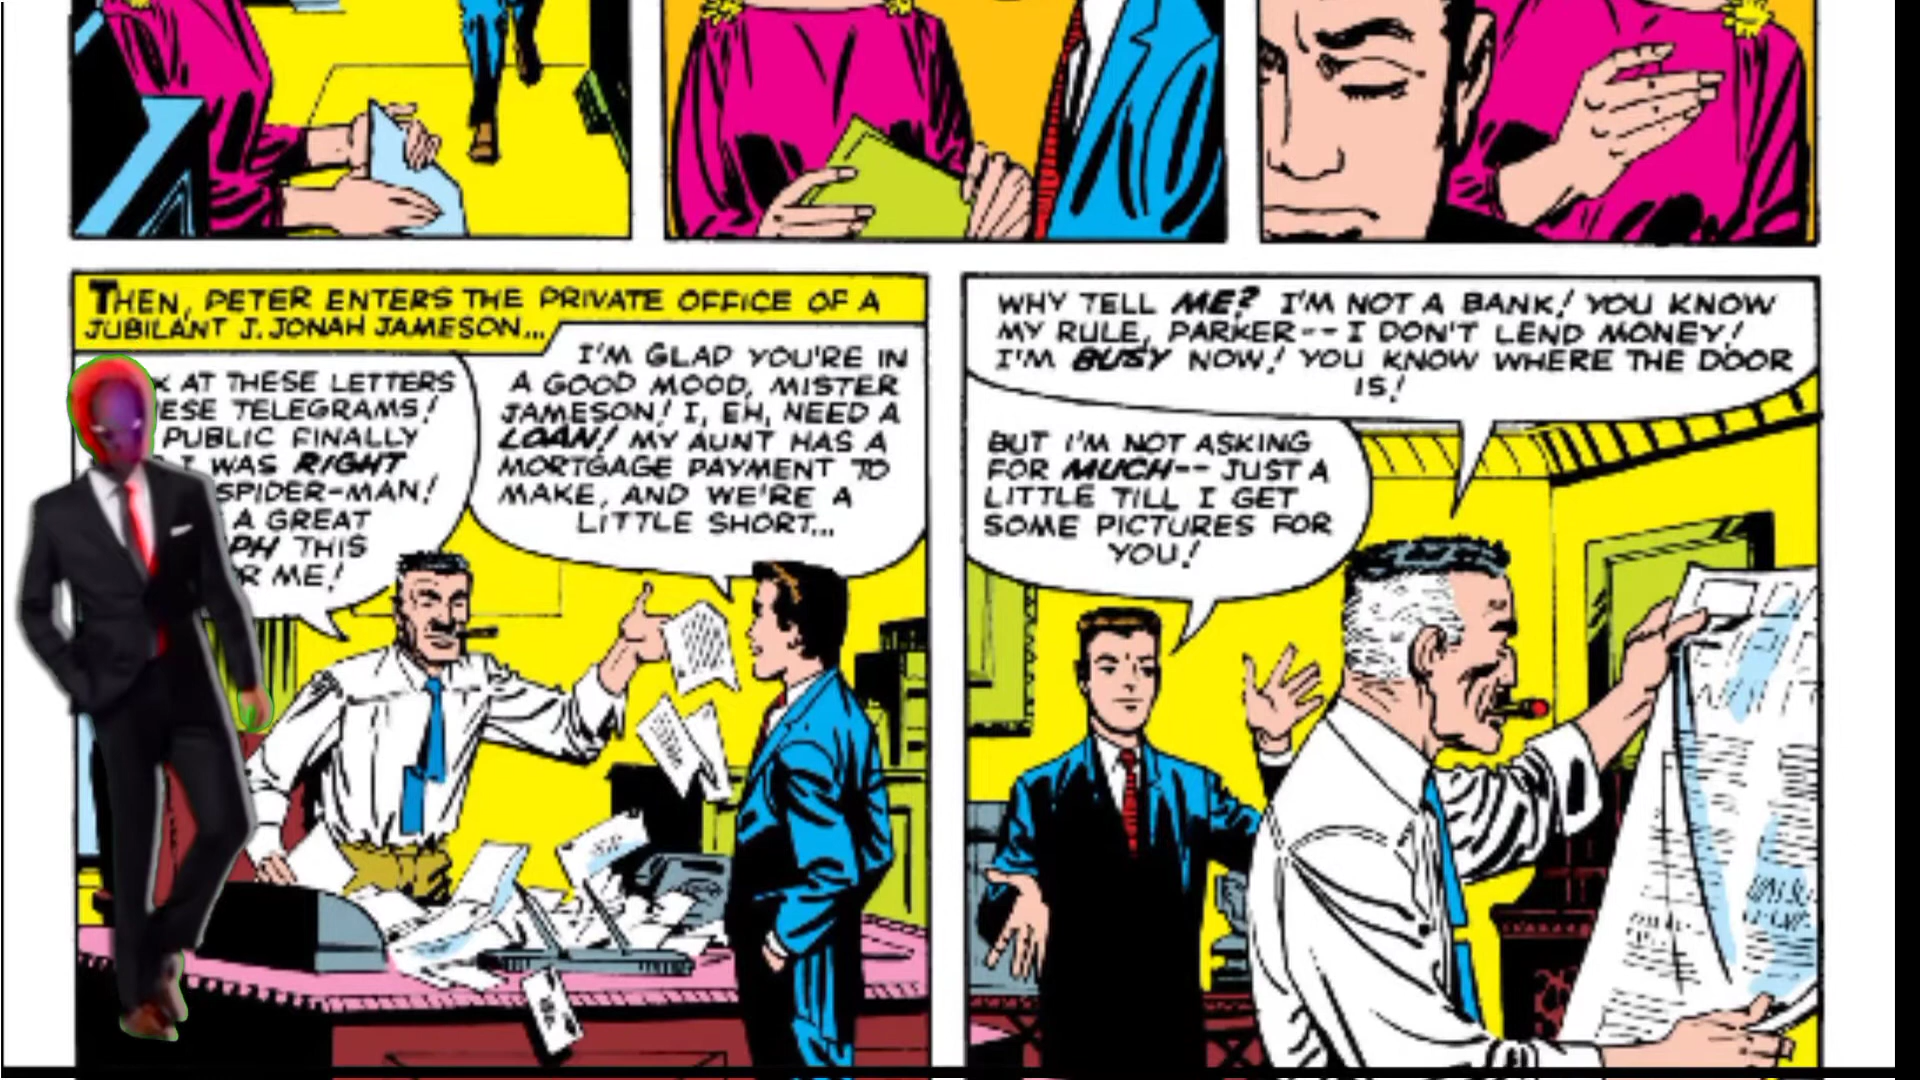 THEN, PETER ENTERS THE PRIVATE OFFICE OF A
JUBILANT J. JONAH JAMESON...
AT THESE LETTERS
TELEGRAMS!
PUBLIC FINALLY
I WAS RIGHT
SPIDER-MAN!
A GREAT
THIS
ME!
I'M GLAD YOU'RE IN
A GOOD MOOD, MISTER
JAMESON! I, EH, NEED A
LOAN! MY AUNT HAS A
MORTGAGE PAYMENT TO
MAKE, AND WE'RE A
LITTLE SHORT...
WHY TELL ME? I'M NOT A BANK! YOU KNOW
MY RULE, PARKER-- I DON'T LEND MONEY!
I'M BUSY NOW! YOU KNOW WHERE THE DOOR
IS!
BUT I'M NOT ASKING
FOR MUCH-- JUST A
LITTLE TILL I GET
SOME PICTURES FOR
YOU!